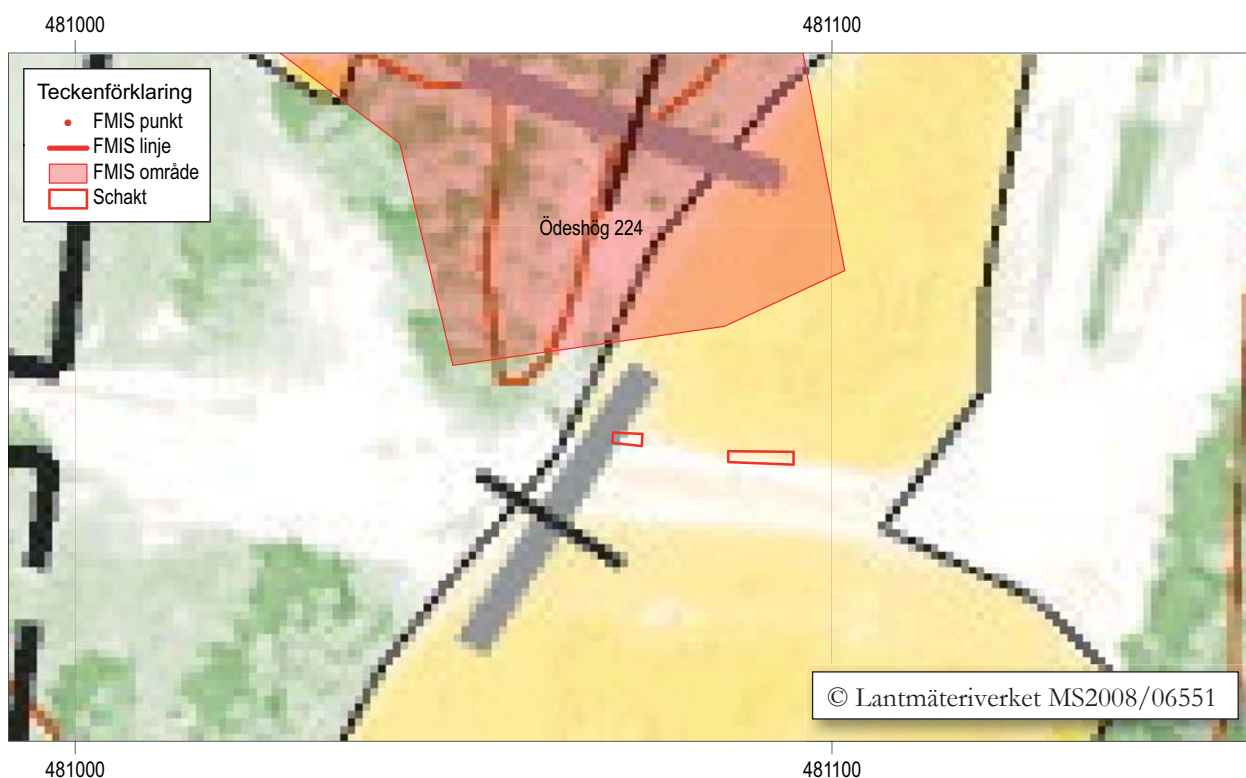 481000 481100
Teckenförklaring
FMIS punkt
FMIS linje
FMIS område
Schakt
Ödeshög 224
© Lantmäteriverket MS2008/06551
481000 481100